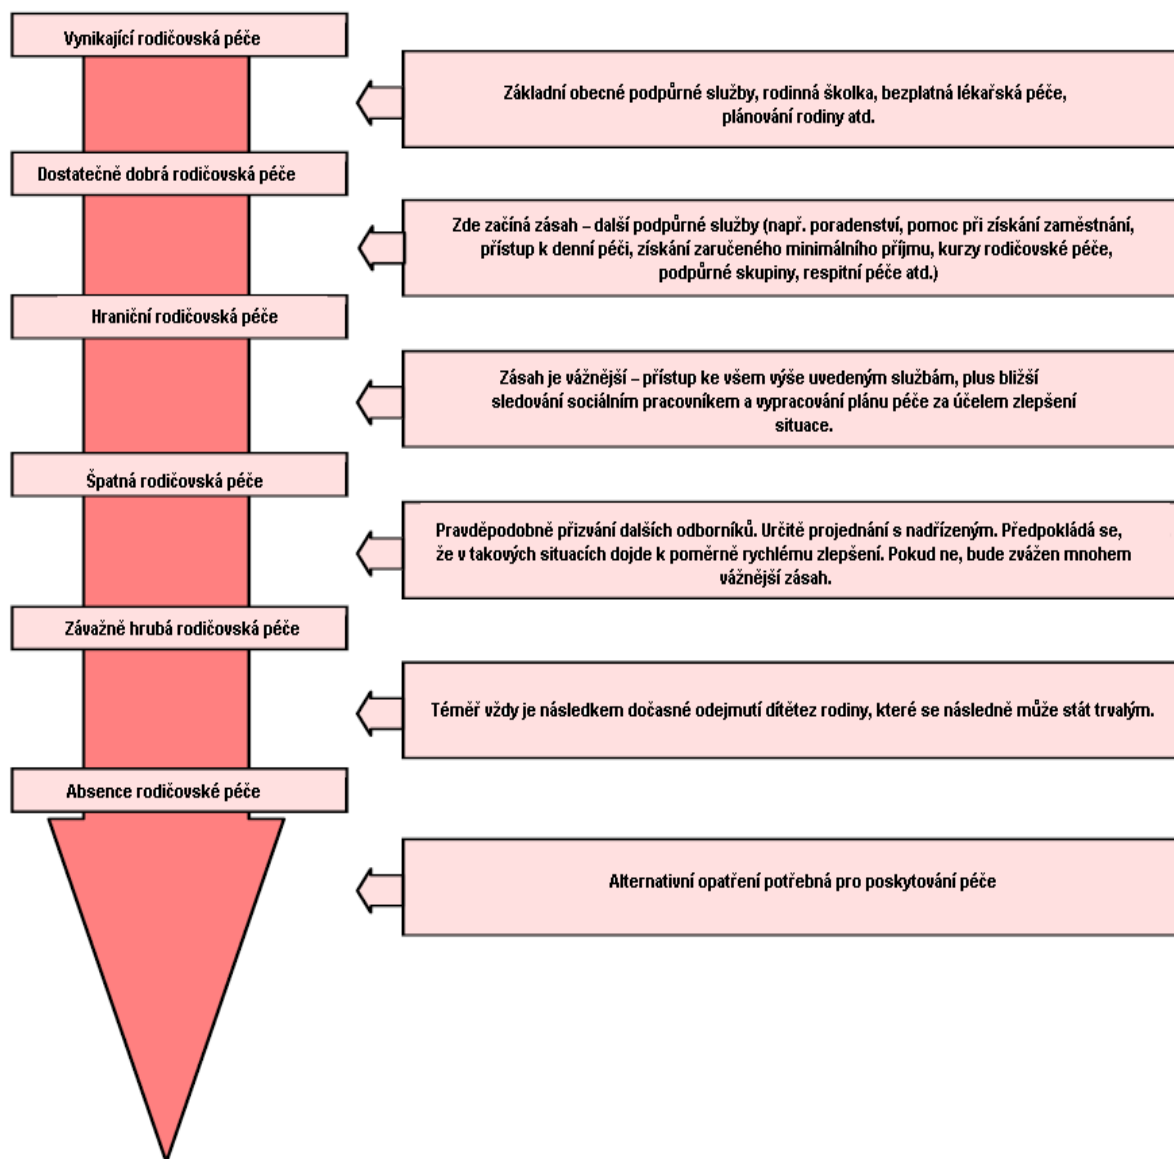 Vynikající rodičovská péče
Základní obecné podpůrné služby, rodinná školka, bezplatná lékařská péče,
plánování rodiny atd.
Dostatečně dobrá rodičovská péče
Zde začíná zásah – další podpůrné služby (např. poradenství, pomoc při získání zaměstnání,
přístup k denní péči, získání zaručeného minimálního příjmu, kurzy rodičovské péče,
podpůrné skupiny, respitní péče atd.)
Hraniční rodičovská péče
Zásah je vážnější – přístup ke všem výše uvedeným službám, plus bližší
sledování sociálním pracovníkem a vypracování plánu péče za účelem zlepšení
situace.
Špatná rodičovská péče
Pravděpodobně přizvání dalších odborníků. Určitě projednání s nadřízeným. Předpokládá se,
že v takových situacích dojde k poměrně rychlému zlepšení. Pokud ne, bude zvážen mnohem
vážnější zásah.
Závažně hrubá rodičovská péče
Téměř vždy je následkem dočasné odejmutí dítětez rodiny, které se následně může stát trvalým.
Absence rodičovské péče
Alternativní opatření potřebná pro poskytování péče